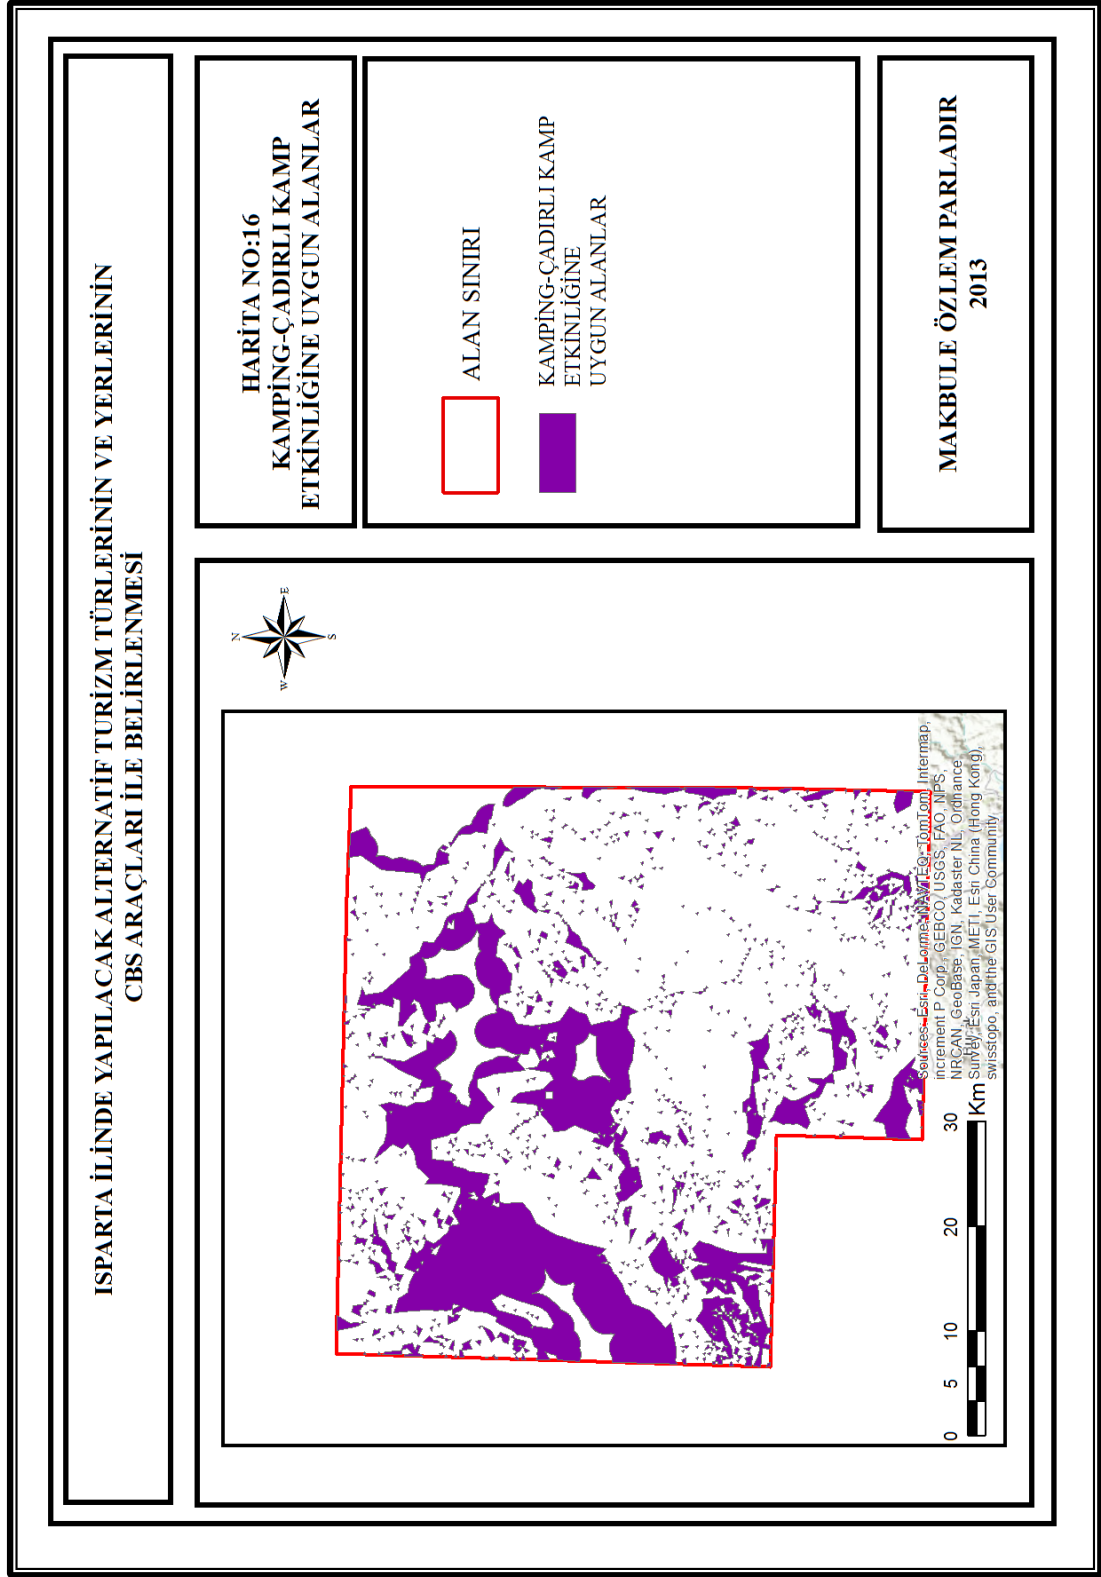 ISPARTA İLİNDE YAPILACAK ALTERNATİF TURİZM TÜRLERİNİN VE YERLERİNİN
CBS ARAÇLARI İLE BELİRLENMESİ
N
W
E
S
0 5 10 20 30
Km
Sources: Esri, DeLorme, NAVTEQ, TomTom, Intermap,
increment P Corp., GEBCO, USGS, FAO, NPS,
NRCAN, GeoBase, IGN, Kadaster NL, Ordnance
Survey, Esri Japan, METI, Esri China (Hong Kong),
swisstopo, and the GIS User Community
HARİTA NO:16
KAMPİNG-ÇADIRLI KAMP
ETKİNLİĞİNE UYGUN ALANLAR
ALAN SINIRI
KAMPİNG-ÇADIRLI KAMP
ETKİNLİĞİNE
UYGUN ALANLAR
MAKBULE ÖZLEM PARLADIR
2013